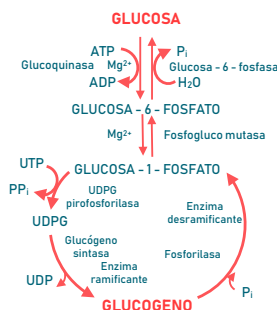 GLUCOSA
ATP
Glucoquinasa
Mg²⁺
ADP
Pᵢ
Glucosa - 6 - fosfasa
H₂O
GLUCOSA - 6 - FOSFATO
Mg²⁺
Fosfogluco mutasa
UTP
GLUCOSA - 1 - FOSFATO
PPᵢ
UDPG
pirofosforilasa
UDPG
Enzima
desramificante
Glucógeno
sintasa
Enzima
ramificante
Fosforilasa
UDP
GLUCOGENO
Pᵢ